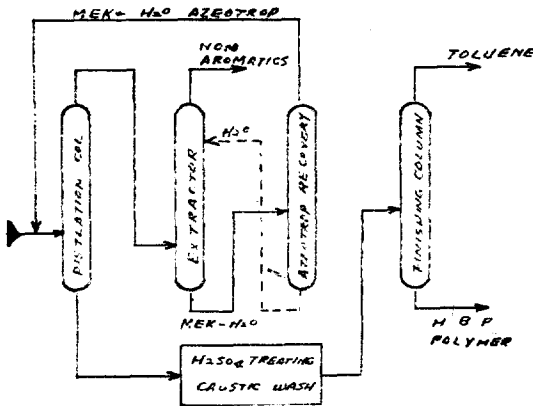 MEK- H2O AZEOTROP
NON
AROMATICS
TOLUENE
H2O
DISTLATION COL
EXTRACTOR
AZEOTROP RECOVERY
FINISHING COLUMN
MEK-H2O
H2SO4 TREATING
CAUSTIC WASH
H B P
POLYMER